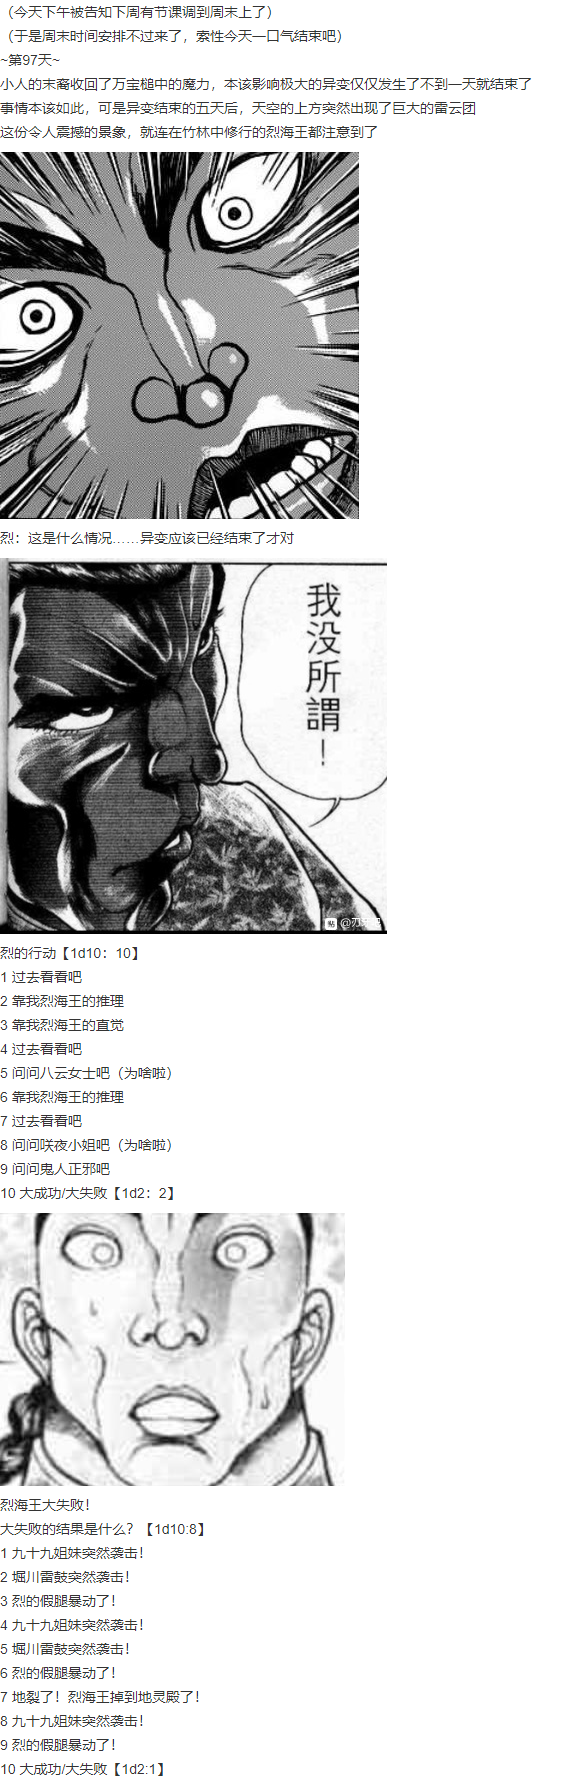 （今天下午被告知下周有节课调到周末上了）
（于是周末时间安排不过来了，索性今天一口气结束吧）
~第97天~
小人的末裔收回了万宝槌中的魔力，本该影响极大的异变仅仅发生了不到一天就结束了
事情本该如此，可是异变结束的五天后，天空的上方突然出现了巨大的雷云团
这份令人震撼的景象，就连在竹林中修行的烈海王都注意到了
烈：这是什么情况……异变应该已经结束了才对
我没所謂！
烈的行动【1d10：10】
1 过去看看吧
2 靠我烈海王的推理
3 靠我烈海王的直觉
4 过去看看吧
5 问问八云女士吧（为啥啦）
6 靠我烈海王的推理
7 过去看看吧
8 问问咲夜小姐吧（为啥啦）
9 问问鬼人正邪吧
10 大成功/大失败【1d2：2】
烈海王大失败！
大失败的结果是什么？【1d10:8】
1 九十九姐妹突然袭击！
2 堀川雷鼓突然袭击！
3 烈的假腿暴动了！
4 九十九姐妹突然袭击！
5 堀川雷鼓突然袭击！
6 烈的假腿暴动了！
7 地裂了！烈海王掉到地灵殿了！
8 九十九姐妹突然袭击！
9 烈的假腿暴动了！
10 大成功/大失败【1d2:1】